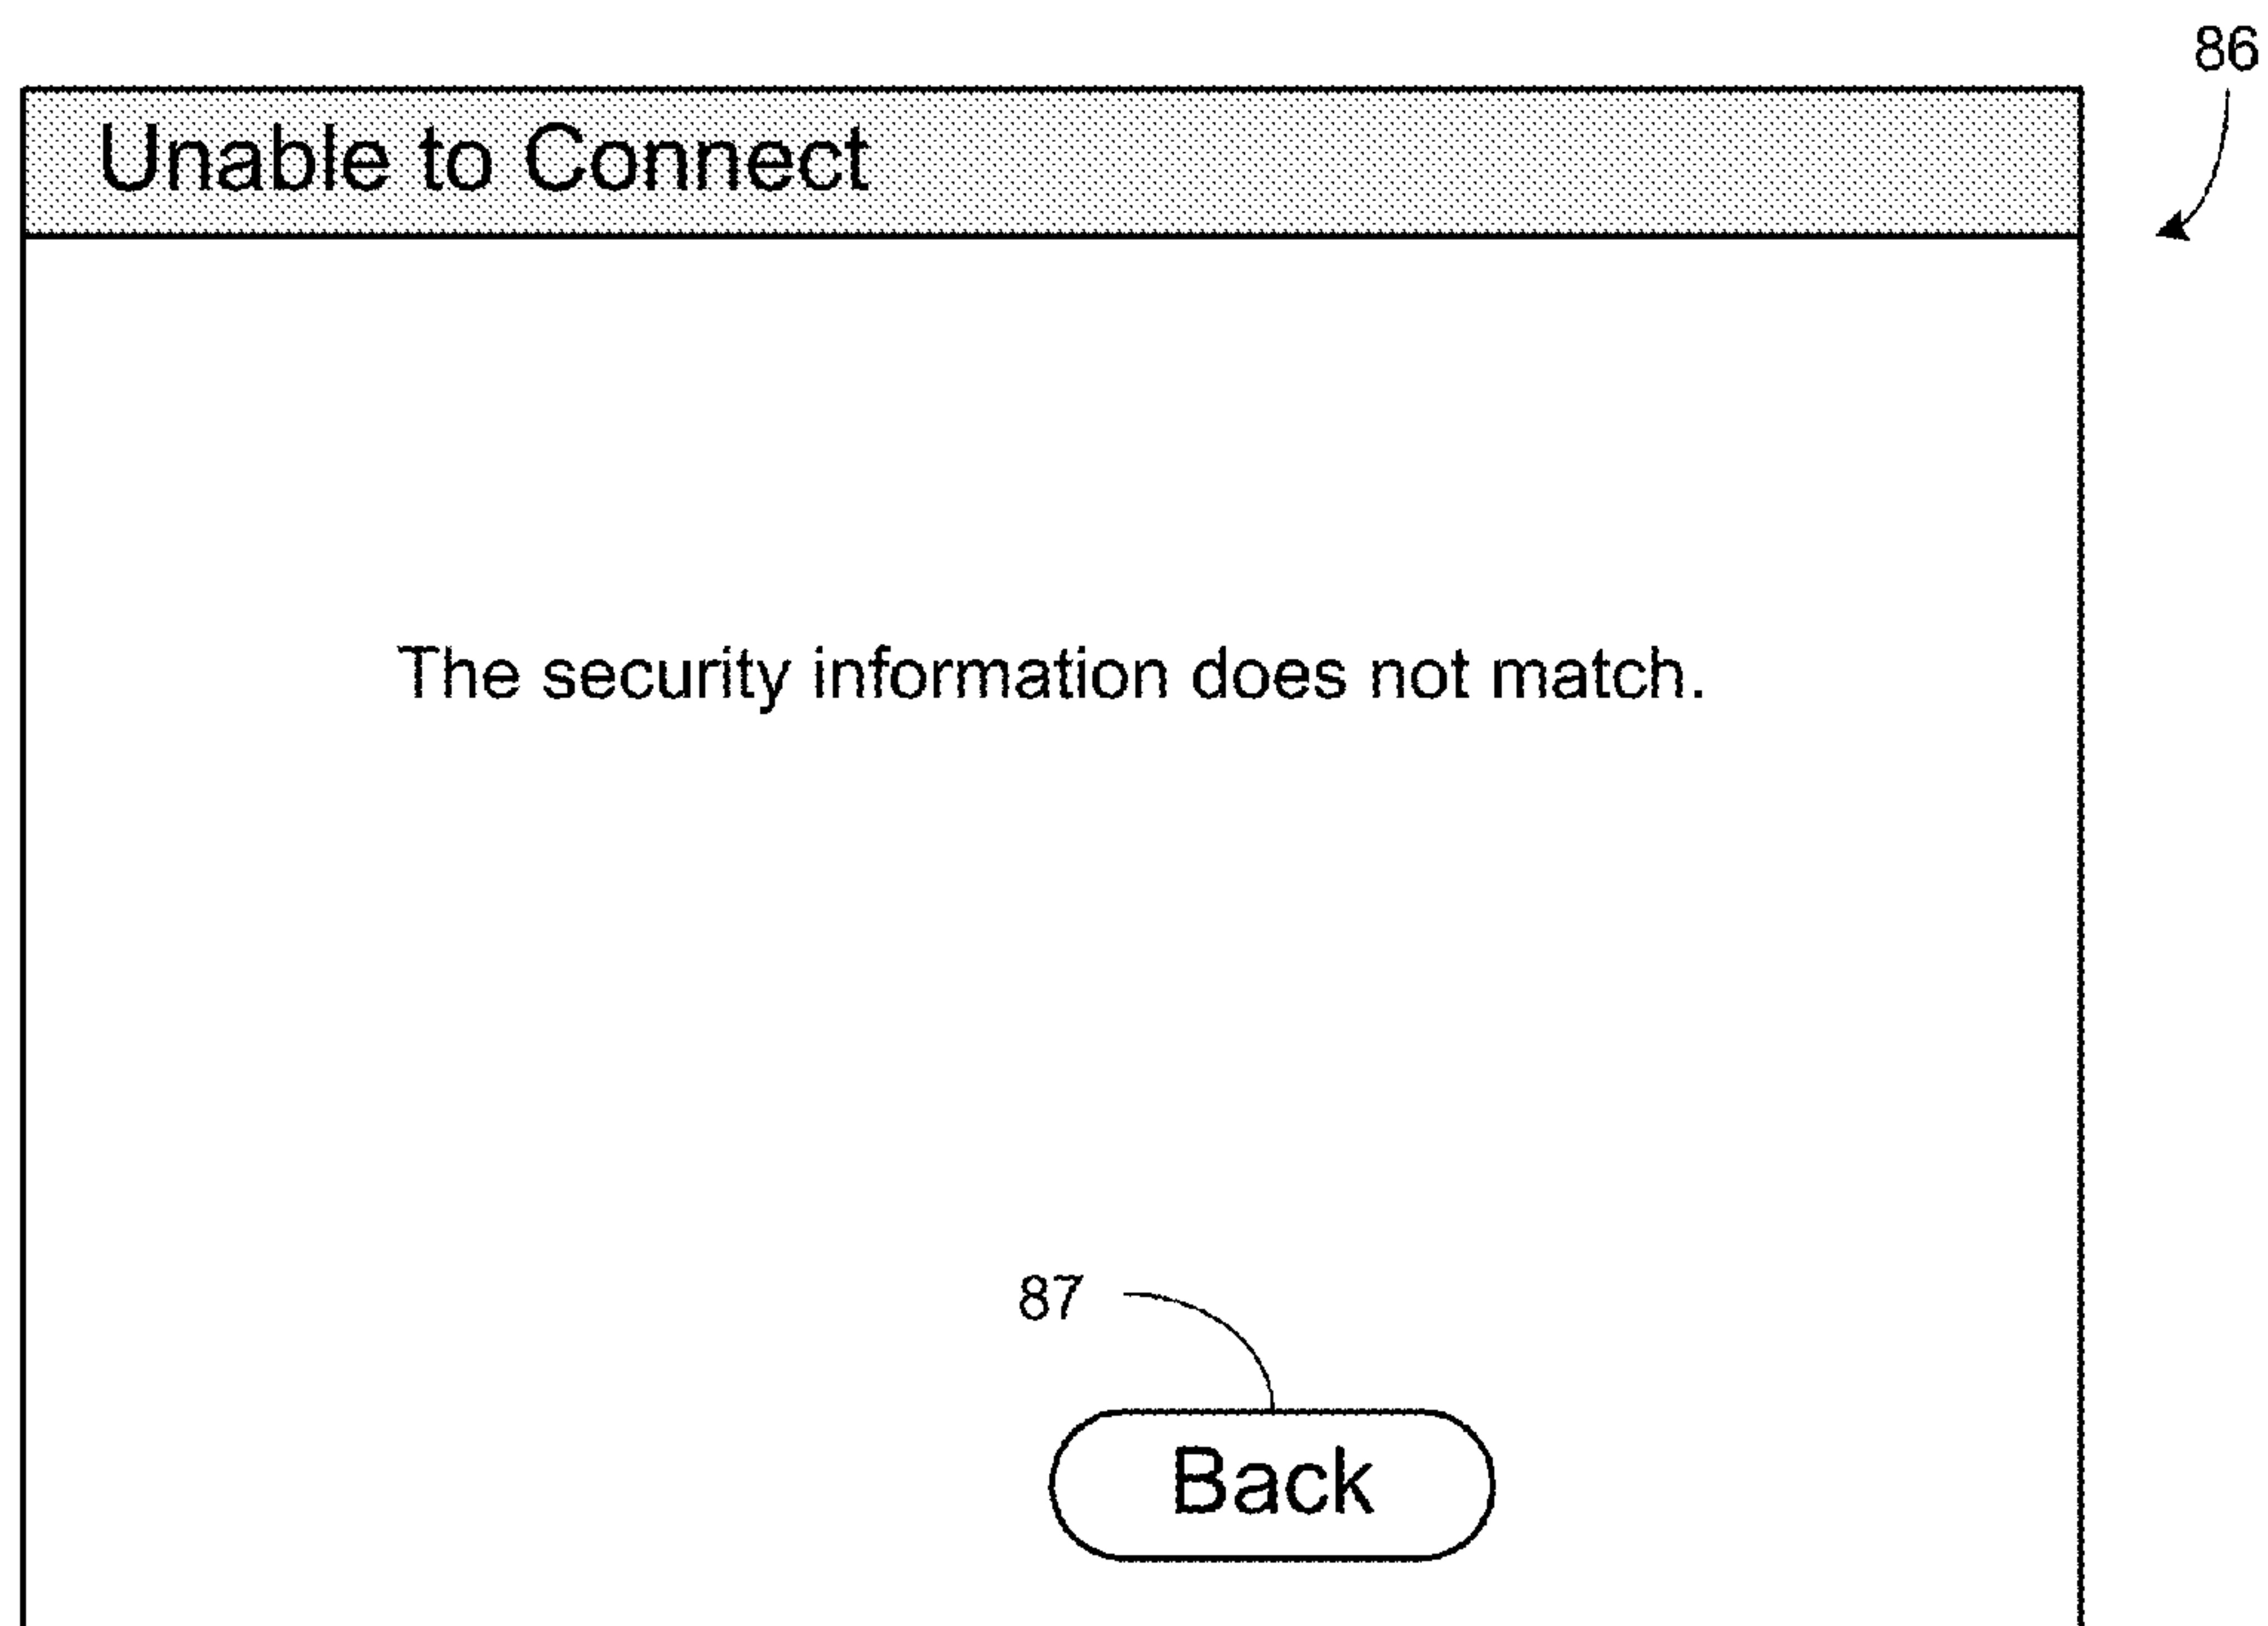 86
Unable to Connect
The security information does not match.
87
Back